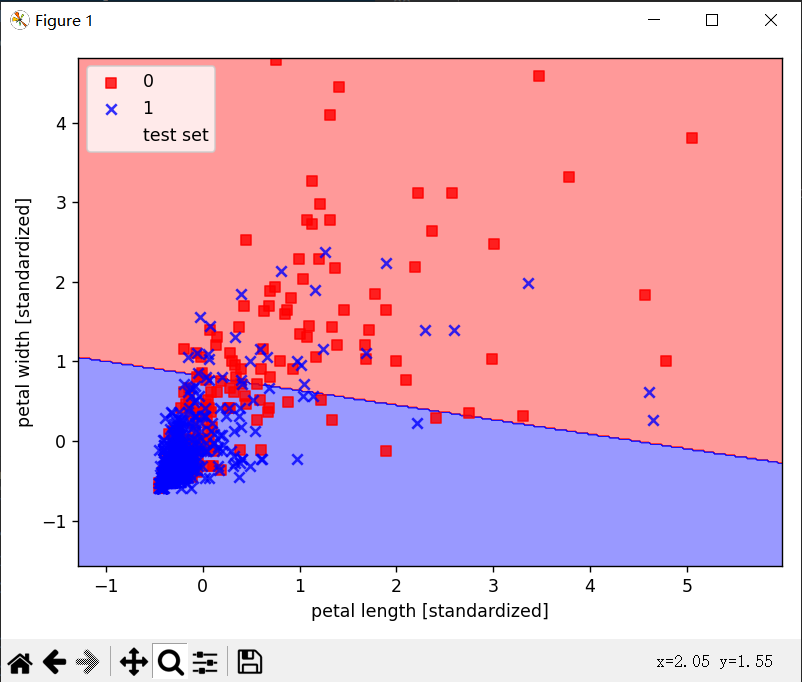 Figure 1
0
1
test set
4
3
2
1
0
−1
petal width [standardized]
−1 0 1 2 3 4 5
petal length [standardized]
x=2.05 y=1.55